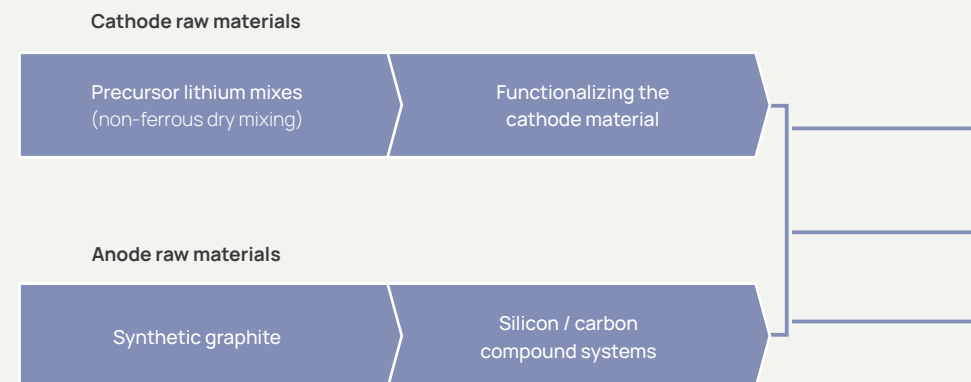 Cathode raw materials
Precursor lithium mixes
(non-ferrous dry mixing)
Functionalizing the
cathode material
Anode raw materials
Synthetic graphite
Silicon / carbon
compound systems